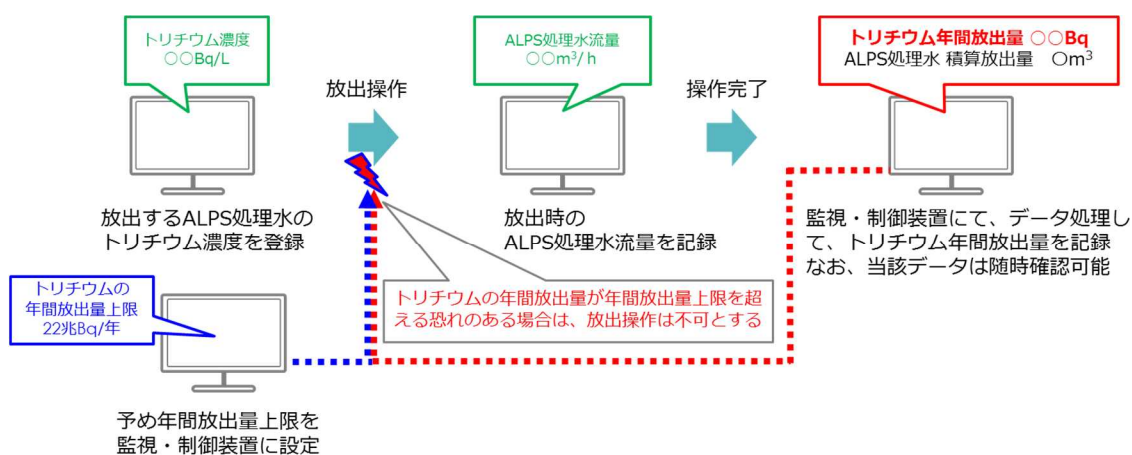 トリチウム濃度
○○Bq/L
放出操作
ALPS処理水流量
○○m³/h
操作完了
トリチウム年間放出量 ○○Bq
ALPS処理水 積算放出量 〇m³
放出するALPS処理水の
トリチウム濃度を登録
放出時の
ALPS処理水流量を記録
監視・制御装置にて、データ処理し
て、トリチウム年間放出量を記録
なお、当該データは随時確認可能
トリチウムの
年間放出量上限
22兆Bq/年
トリチウムの年間放出量が年間放出量上限を超
える恐れのある場合は、放出操作は不可とする
予め年間放出量上限を
監視・制御装置に設定